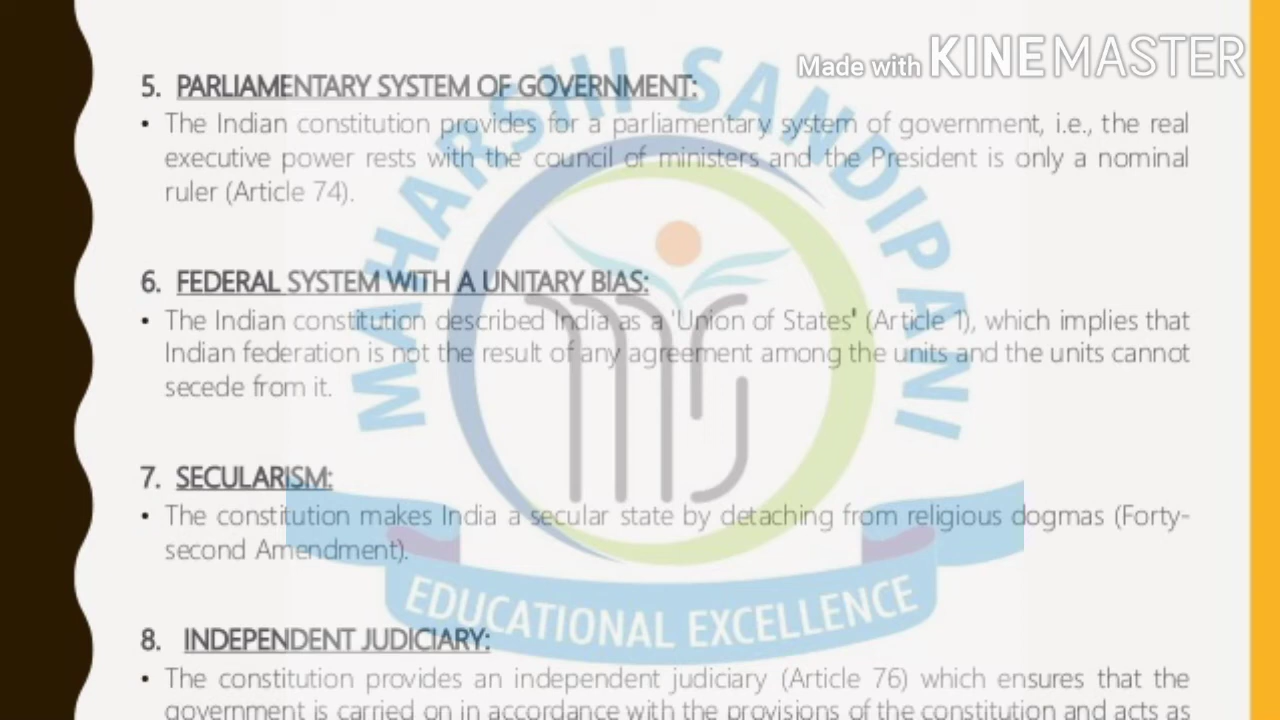 Made with KINEMASTER
5. PARLIAMENTARY SYSTEM OF GOVERNMENT:
• The Indian constitution provides for a parliamentary system of government, i.e., the real
executive power rests with the council of ministers and the President is only a nominal
ruler (Article 74).
6. FEDERAL SYSTEM WITH A UNITARY BIAS:
• The Indian constitution described India as a 'Union of States' (Article 1), which implies that
Indian federation is not the result of any agreement among the units and the units cannot
secede from it.
7. SECULARISM:
• The constitution makes India a secular state by detaching from religious dogmas (Forty-
second Amendment).
8. INDEPENDENT JUDICIARY:
• The constitution provides an independent judiciary (Article 76) which ensures that the
government is carried on in accordance with the provisions of the constitution and acts as
MAHARSHI SANDIPANI
EDUCATIONAL EXCELLENCE